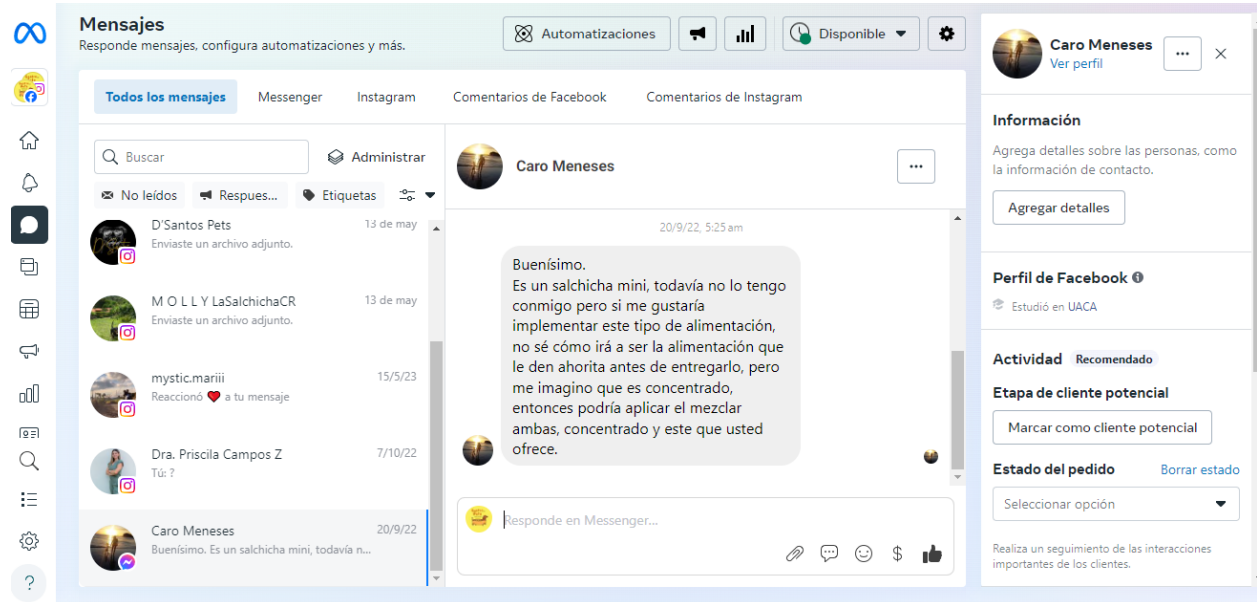 Mensajes
Responde mensajes, configura automatizaciones y más.
Automatizaciones
Disponible
Todos los mensajes
Messenger
Instagram
Comentarios de Facebook
Comentarios de Instagram
Buscar
Administrar
No leídos
Respues...
Etiquetas
D'Santos Pets
13 de may
Enviaste un archivo adjunto.
M O L L Y LaSalchichaCR
13 de may
Enviaste un archivo adjunto.
mystic.mariii
15/5/23
Reaccionó ❤ a tu mensaje
Dra. Priscila Campos Z
7/10/22
Tú: ?
Caro Meneses
20/9/22
Buenísimo. Es un salchicha mini, todavía n...
Caro Meneses
...
20/9/22, 5:25 am
Buenísimo.
Es un salchicha mini, todavía no lo tengo
conmigo pero si me gustaría
implementar este tipo de alimentación,
no sé cómo irá a ser la alimentación que
le den ahorita antes de entregarlo, pero
me imagino que es concentrado,
entonces podría aplicar el mezclar
ambas, concentrado y este que usted
ofrece.
Responde en Messenger...
$
Caro Meneses
Ver perfil
...
Información
Agrega detalles sobre las personas, como
la información de contacto.
Agregar detalles
Perfil de Facebook
Estudió en UACA
Actividad
Recomendado
Etapa de cliente potencial
Marcar como cliente potencial
Estado del pedido
Borrar estado
Seleccionar opción
Realiza un seguimiento de las interacciones
importantes de los clientes.
?